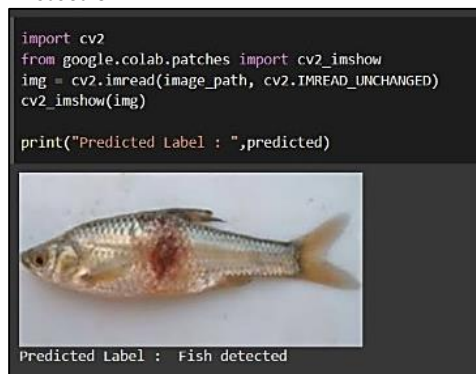 import cv2
from google.colab.patches import cv2_imshow
img = cv2.imread(image_path, cv2.IMREAD_UNCHANGED)
cv2_imshow(img)
print("Predicted Label : ",predicted)
Predicted Label :  Fish detected